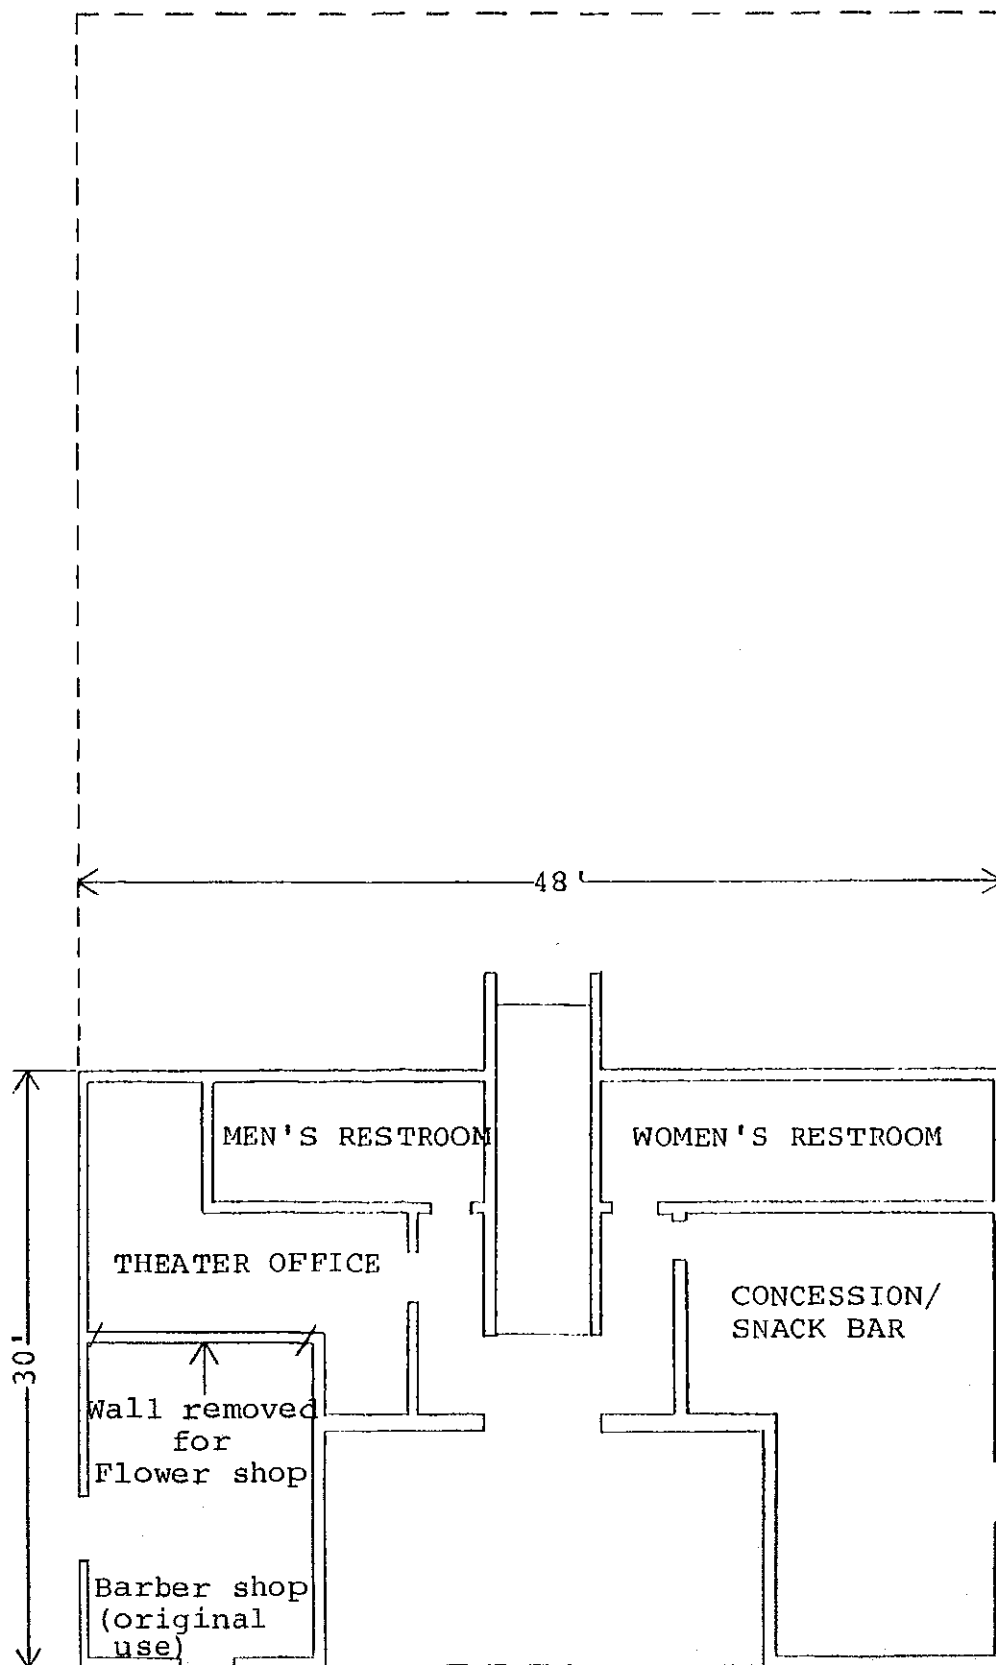 48'
MEN'S RESTROOM
WOMEN'S RESTROOM
THEATER OFFICE
CONCESSION/
SNACK BAR
30'
Wall removed
for
Flower shop
Barber shop
(original
use)